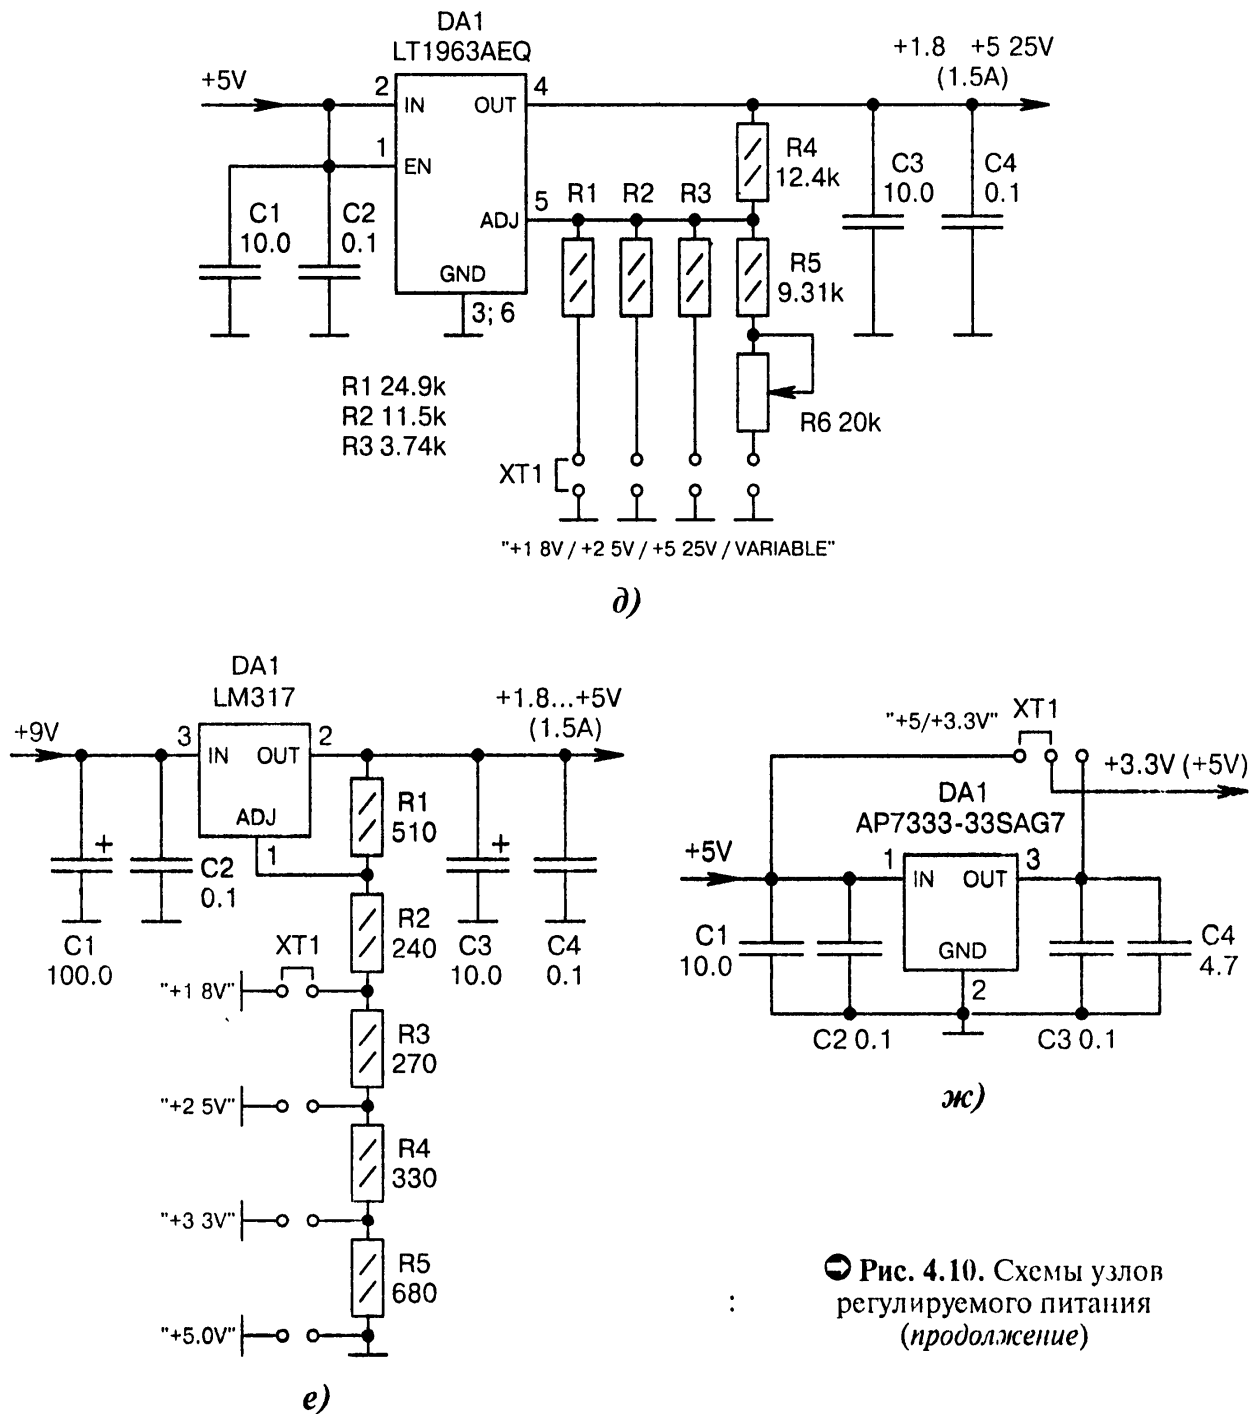 DA1
LT1963AEQ
+5V
+1.8 +5 25V
(1.5A)
2
IN
OUT
4
1
EN
ADJ
5
GND
3; 6
C1
10.0
C2
0.1
R1
R2
R3
R4
12.4k
R5
9.31k
C3
10.0
C4
0.1
R1 24.9k
R2 11.5k
R3 3.74k
R6 20k
XT1
"+1 8V / +2 5V / +5 25V / VARIABLE"
д)
DA1
LM317
+9V
+1.8...+5V
(1.5A)
3
IN
OUT
2
ADJ
1
R1
510
C2
0.1
C1
100.0
R2
240
C3
10.0
C4
0.1
XT1
"+1 8V"
R3
270
"+2 5V"
R4
330
"+3 3V"
R5
680
"+5.0V"
е)
"+5/+3.3V"
XT1
+3.3V (+5V)
DA1
AP7333-33SAG7
+5V
1
IN
OUT
3
GND
2
C1
10.0
C4
4.7
C2 0.1
C3 0.1
ж)
Рис. 4.10. Схемы узлов
регулируемого питания
(продолжение)